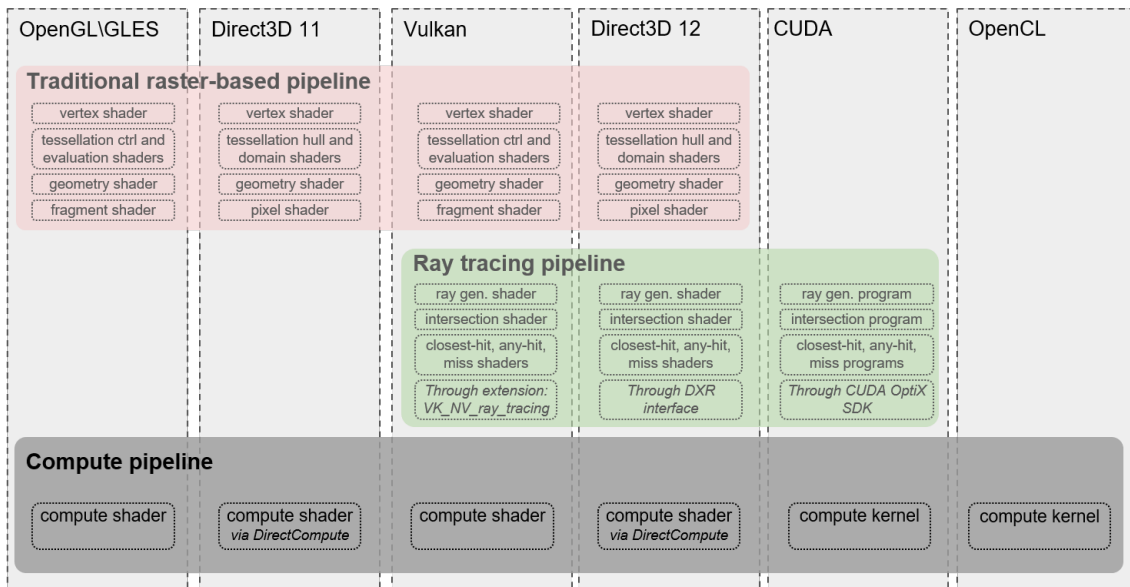 OpenGL\GLES
Direct3D 11
Vulkan
Direct3D 12
CUDA
OpenCL
Traditional raster-based pipeline
vertex shader
vertex shader
vertex shader
vertex shader
tessellation ctrl and
evaluation shaders
tessellation hull and
domain shaders
tessellation ctrl and
evaluation shaders
tessellation hull and
domain shaders
geometry shader
geometry shader
geometry shader
geometry shader
fragment shader
pixel shader
fragment shader
pixel shader
Ray tracing pipeline
ray gen. shader
ray gen. shader
ray gen. program
intersection shader
intersection shader
intersection program
closest-hit, any-hit,
miss shaders
closest-hit, any-hit,
miss shaders
closest-hit, any-hit,
miss programs
Through extension:
VK_NV_ray_tracing
Through DXR
interface
Through CUDA OptiX
SDK
Compute pipeline
compute shader
compute shader
via DirectCompute
compute shader
compute shader
via DirectCompute
compute kernel
compute kernel